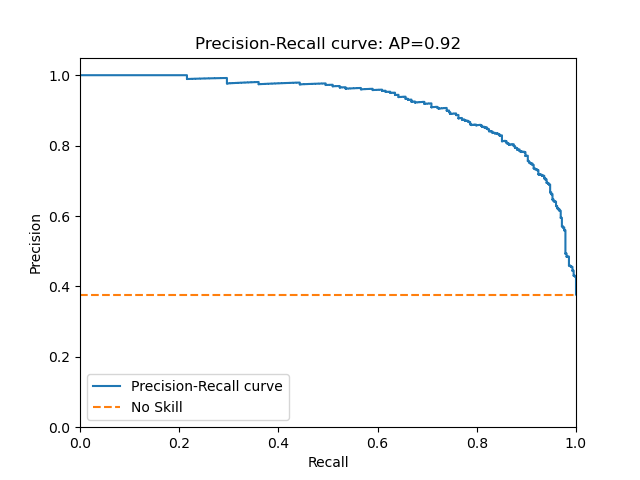 Precision-Recall curve: AP=0.92
1.0
0.8
0.6
0.4
0.2
0.0
Precision
Precision-Recall curve
No Skill
0.0 0.2 0.4 0.6 0.8 1.0
Recall